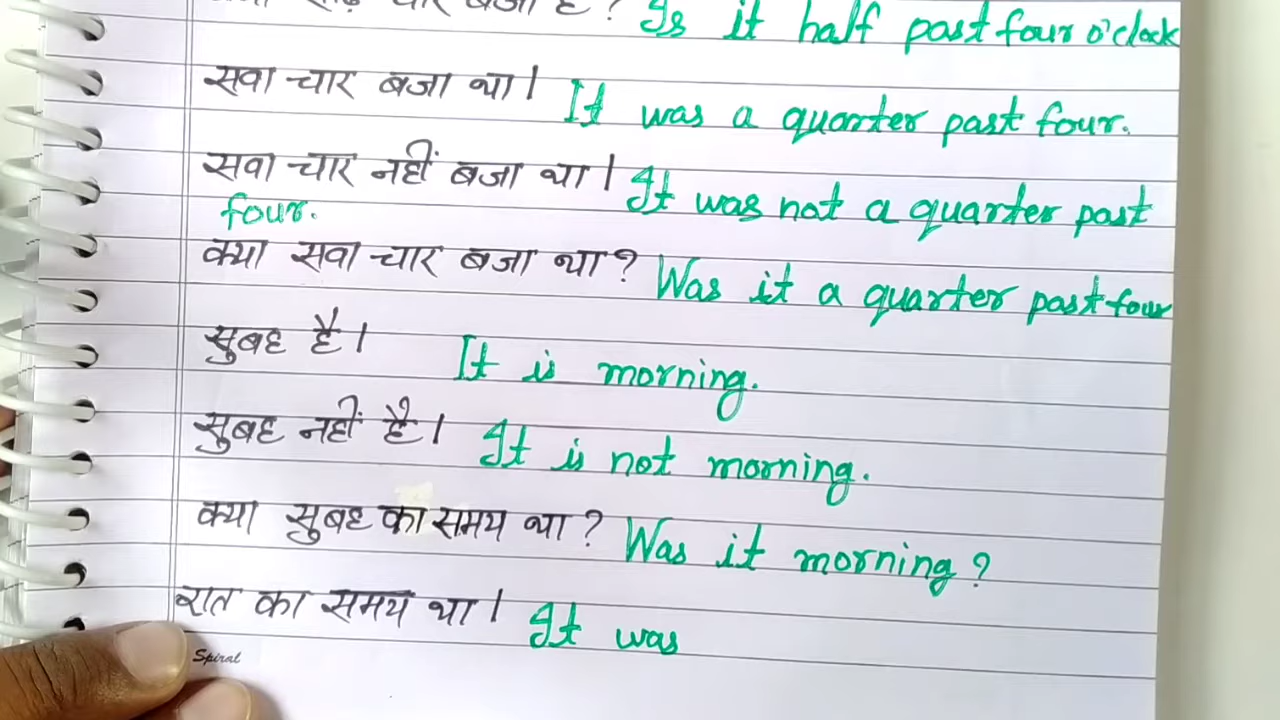 चार बजा है? Is it half past four o'clock
सवा चार बजा था। It was a quarter past four.
सवा चार नहीं बजा था। It was not a quarter past
four.
क्या सवा चार बजा था? Was it a quarter past four
सुबह है। It is morning.
सुबह नहीं है। It is not morning.
क्या सुबह का समय था? Was it morning?
रात का समय था। It was
Spiral